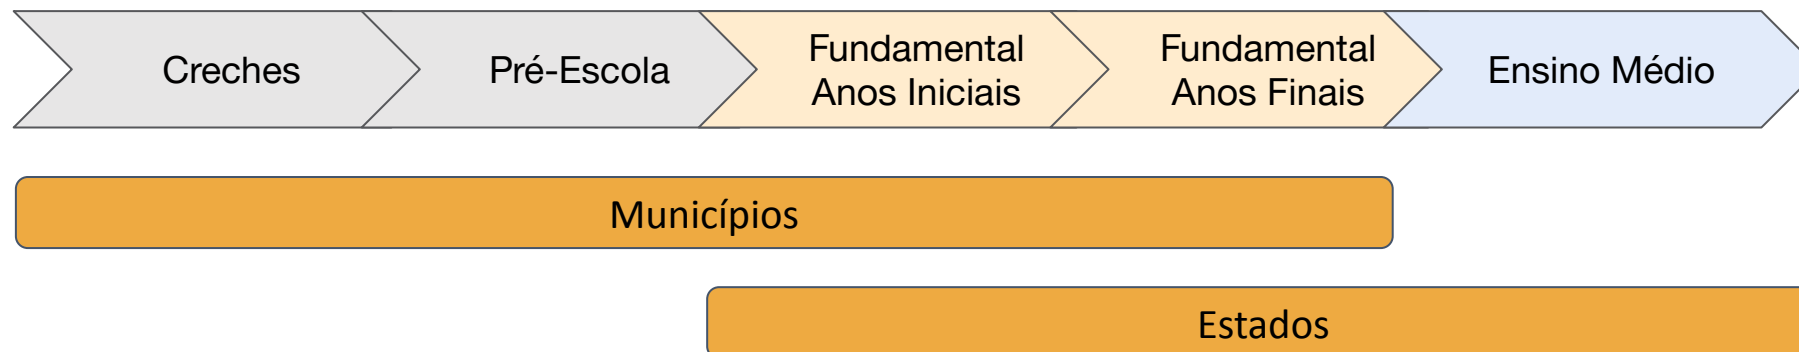 Creches
Pré-Escola
Fundamental
Anos Iniciais
Fundamental
Anos Finais
Ensino Médio
Municípios
Estados